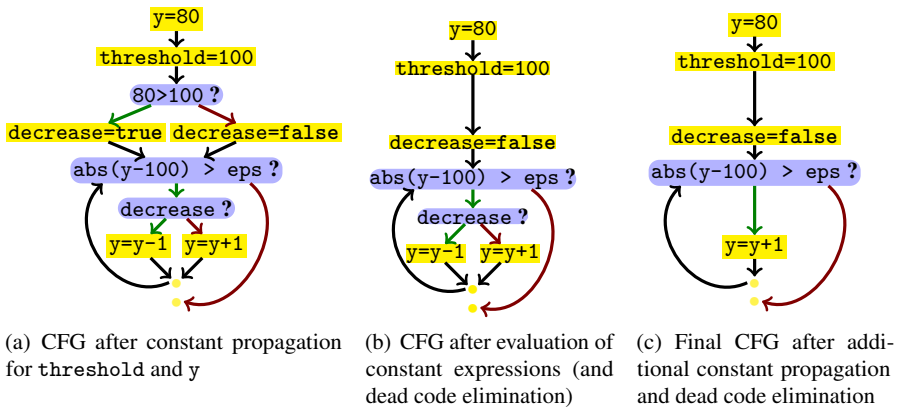 y=80
threshold=100
80>100 ?
decrease=true decrease=false
abs(y-100) > eps ?
decrease ?
y=y-1 y=y+1
(a) CFG after constant propagation
for threshold and y
y=80
threshold=100
decrease=false
abs(y-100) > eps ?
decrease ?
y=y-1 y=y+1
(b) CFG after evaluation of
constant expressions (and
dead code elimination)
y=80
threshold=100
decrease=false
abs(y-100) > eps ?
y=y+1
(c) Final CFG after addi-
tional constant propagation
and dead code elimination